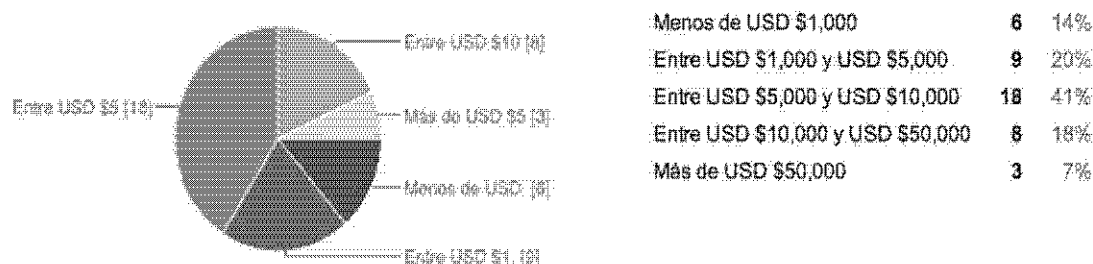 Entre USD $10 [8]
Entre USD $5 [18]
Más de USD $5 [3]
Menos de USD. [6]
Entre USD $1. [9]
Menos de USD $1,000 6 14%
Entre USD $1,000 y USD $5,000 9 20%
Entre USD $5,000 y USD $10,000 18 41%
Entre USD $10,000 y USD $50,000 8 18%
Más de USD $50,000 3 7%